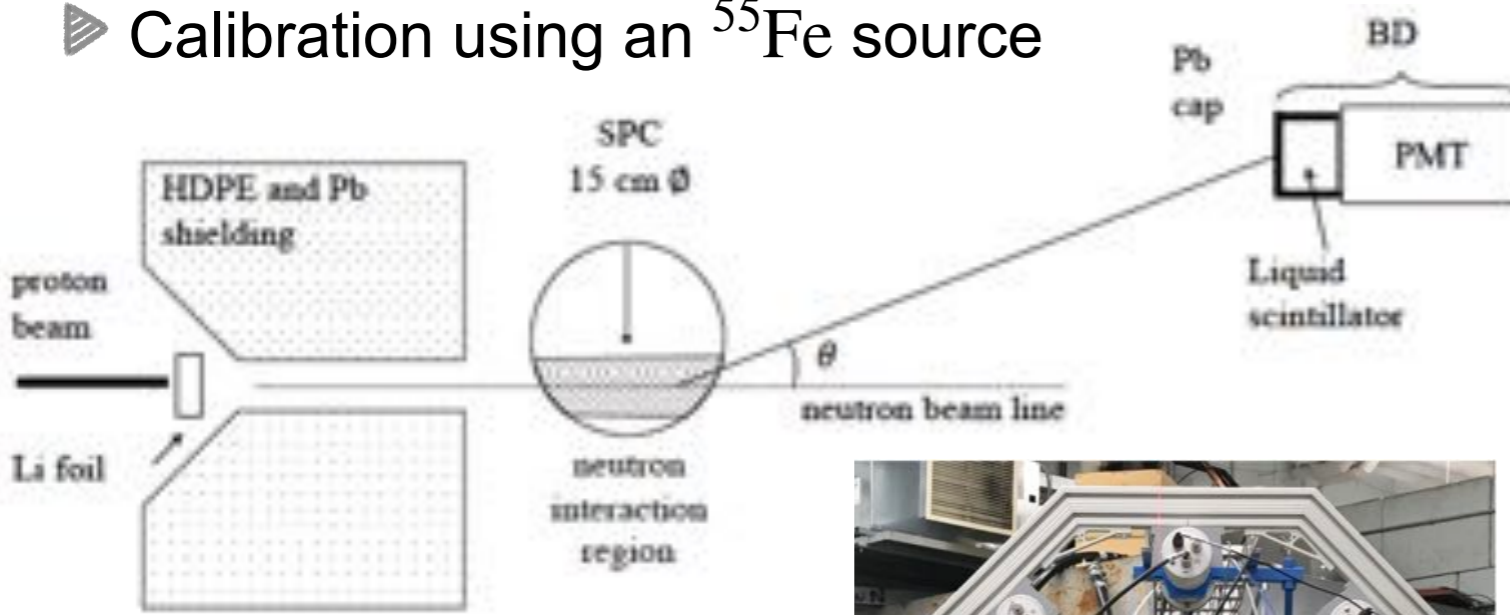 Calibration using an ⁵⁵Fe source
BD
Pb
cap
SPC
15 cm Ø
PMT
HDPE and Pb
shielding
proton
beam
Liquid
scintillator
θ
neutron beam line
Li foil
neutron
interaction
region